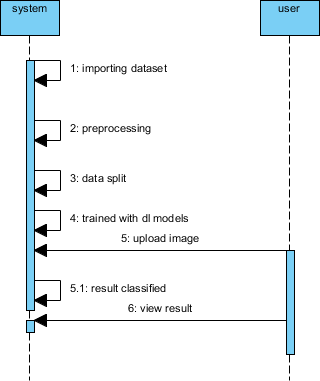 system
user
1: importing dataset
2: preprocessing
3: data split
4: trained with dl models
5: upload image
5.1: result classified
6: view result